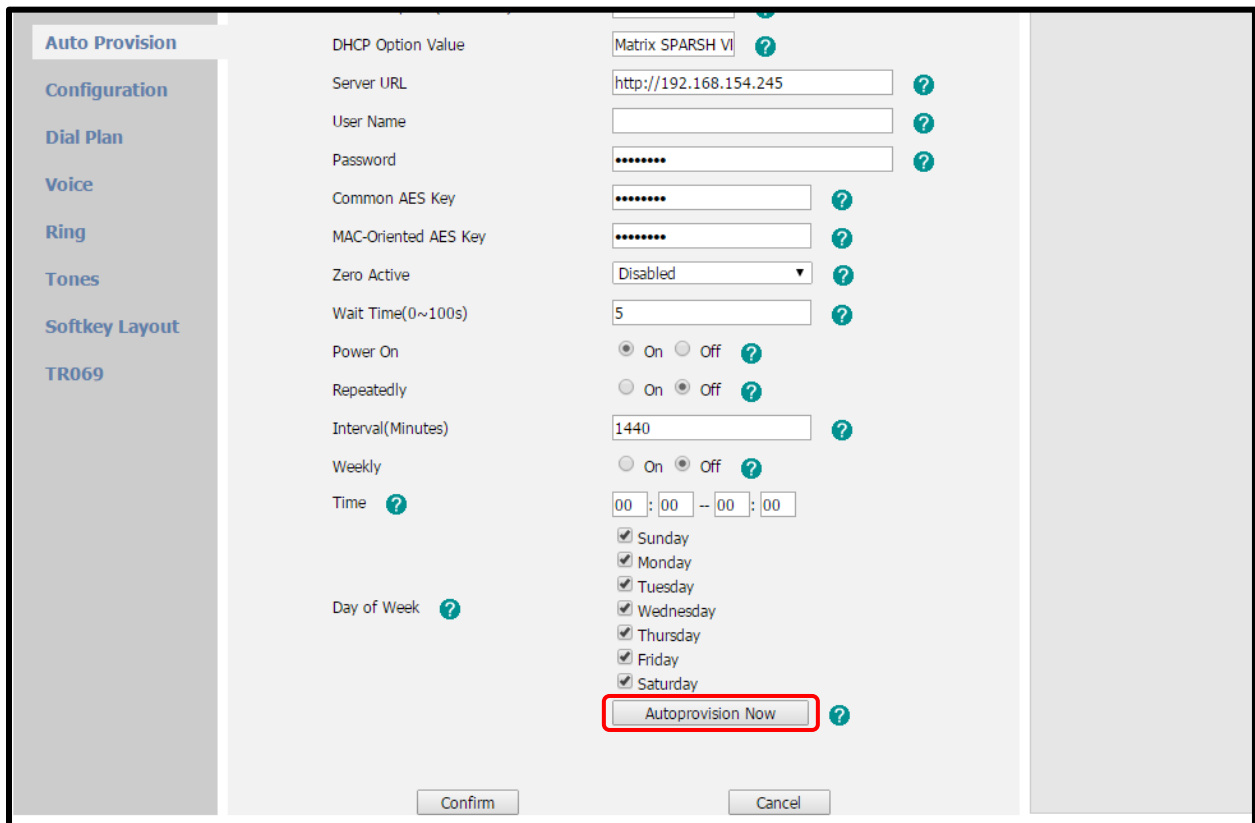 Auto Provision
Configuration
Dial Plan
Voice
Ring
Tones
Softkey Layout
TR069
DHCP Option Value Matrix SPARSH VI ?
Server URL http://192.168.154.245 ?
User Name ?
Password •••••••• ?
Common AES Key •••••••• ?
MAC-Oriented AES Key •••••••• ?
Zero Active Disabled ?
Wait Time(0~100s) 5 ?
Power On On Off ?
Repeatedly On Off ?
Interval(Minutes) 1440 ?
Weekly On Off ?
Time ? 00 : 00 -- 00 : 00
Sunday
Monday
Tuesday
Day of Week ? Wednesday
Thursday
Friday
Saturday
Autoprovision Now ?
Confirm Cancel